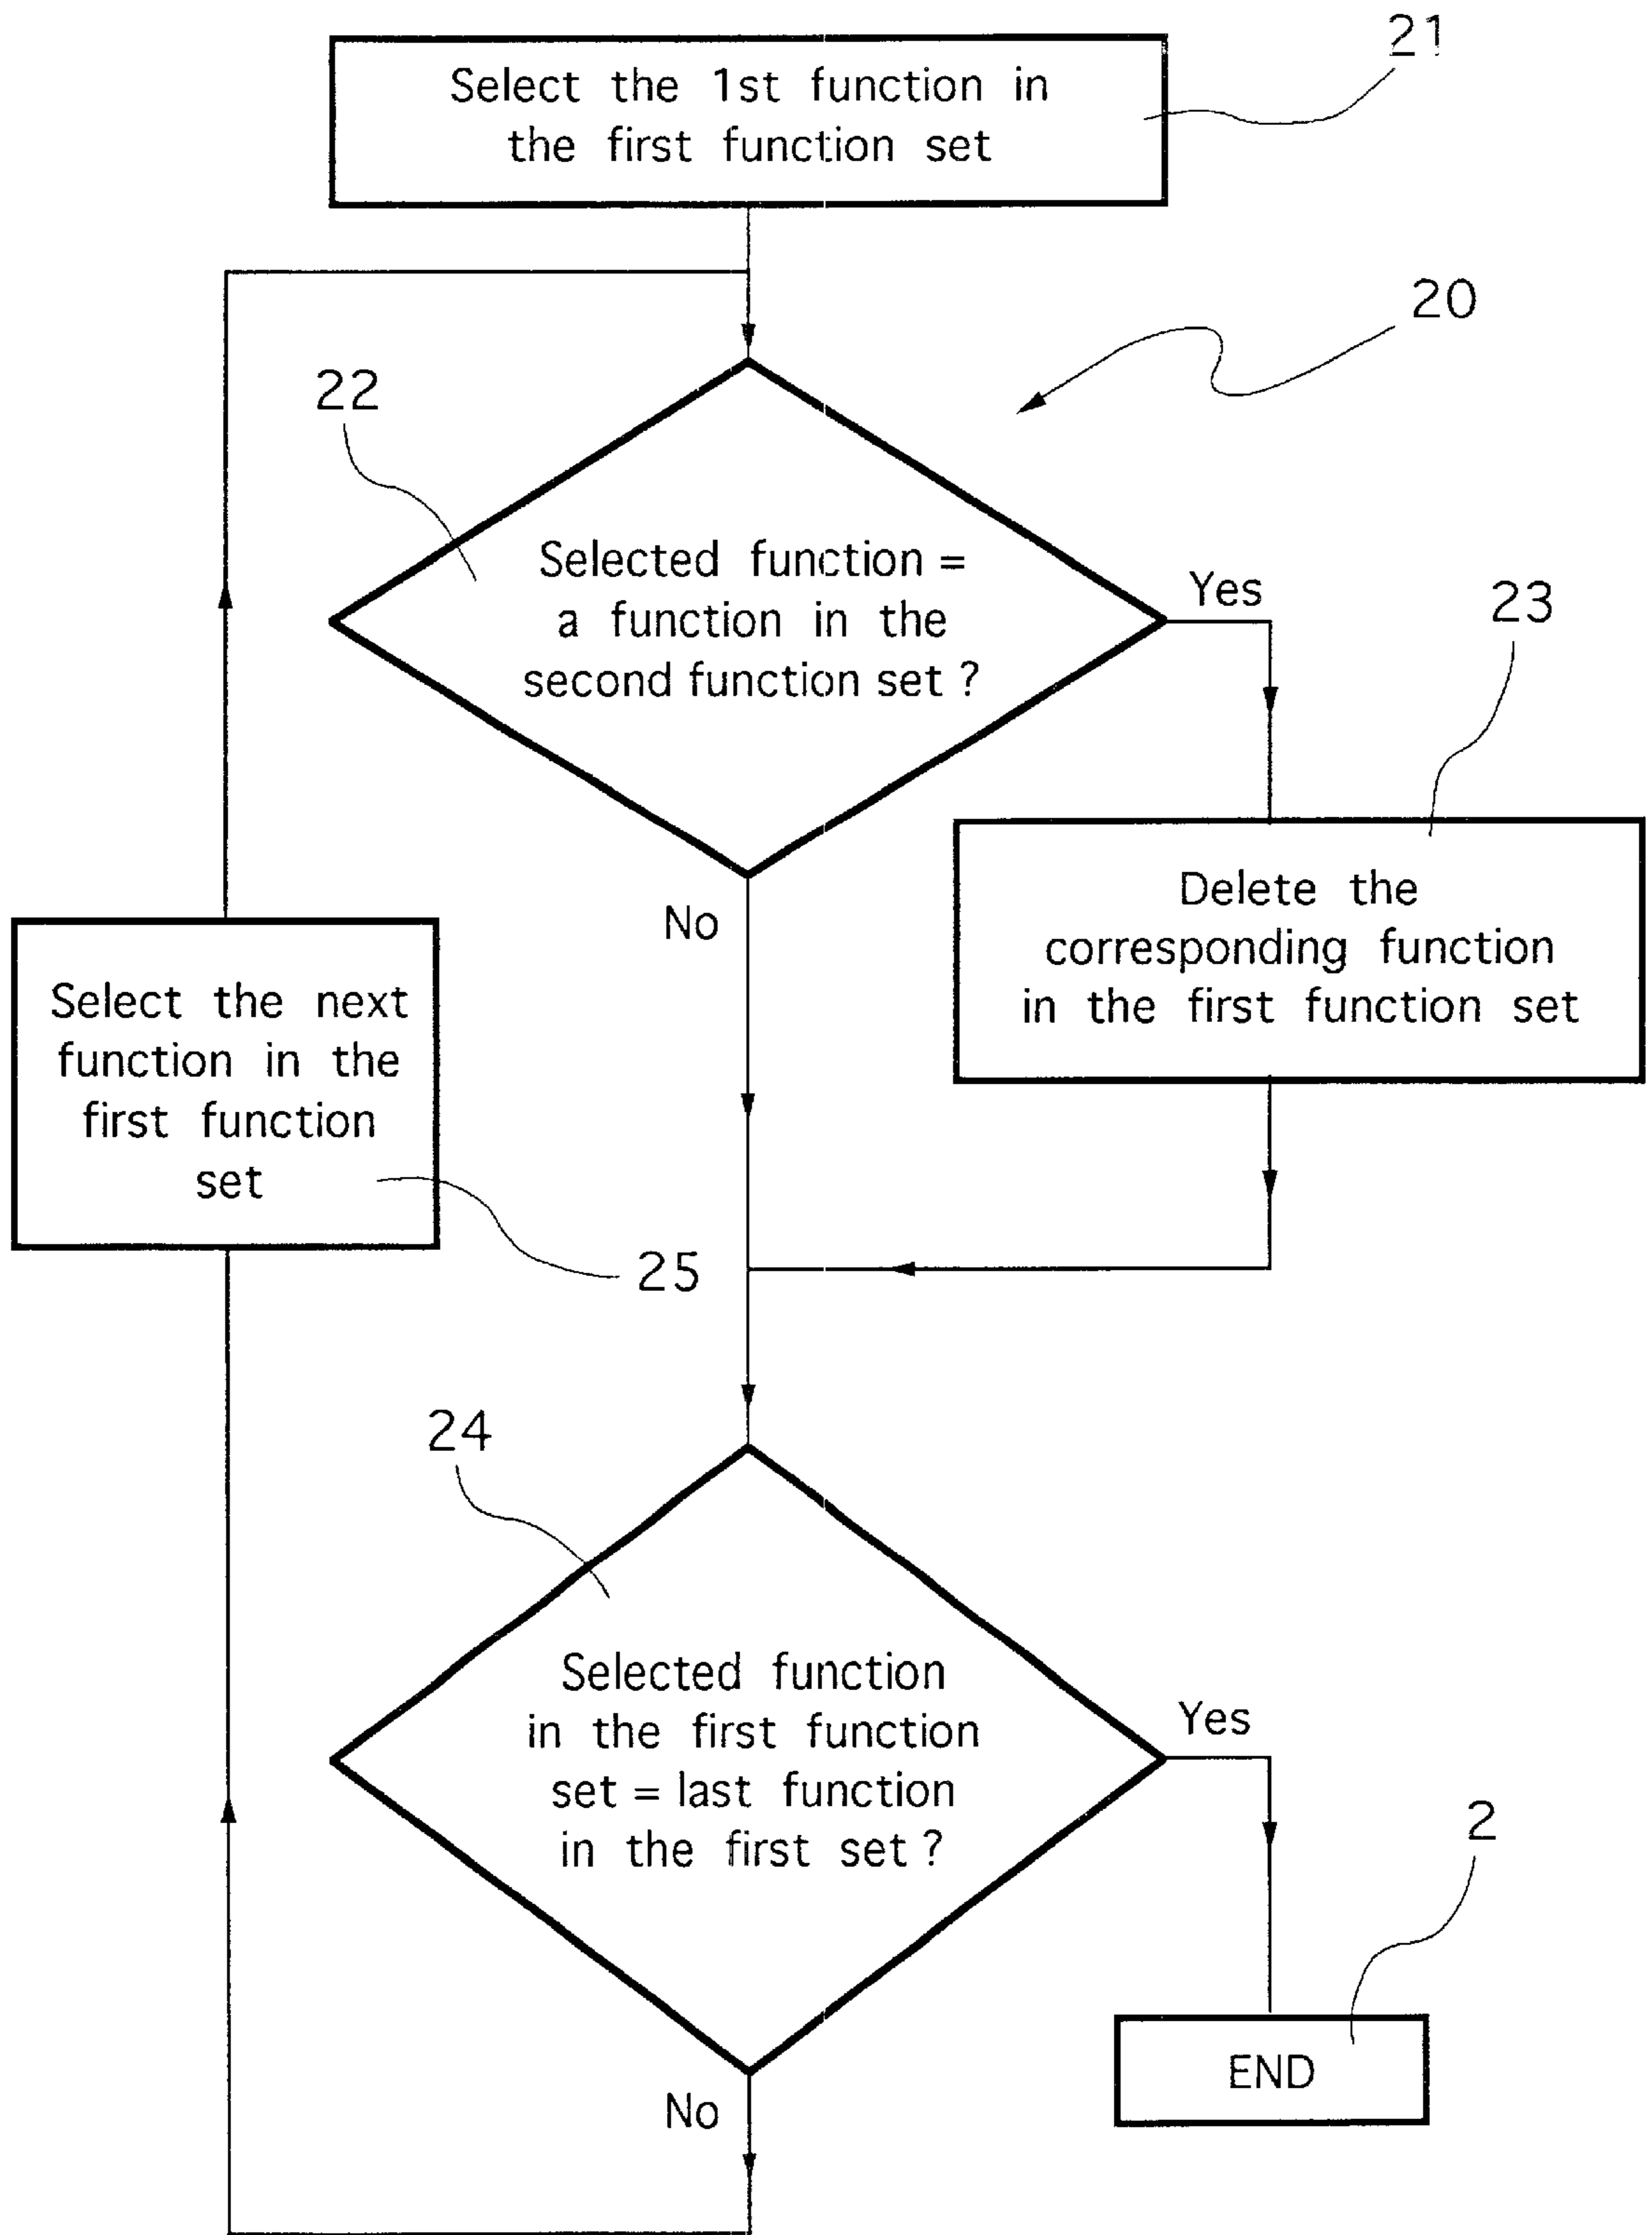 21
Select the 1st function in
the first function set
20
22
Selected function =
a function in the
second function set ?
Yes
23
No
Delete the
corresponding function
in the first function set
Select the next
function in the
first function
set
25
24
Selected function
in the first function
set = last function
in the first set ?
Yes
2
END
No